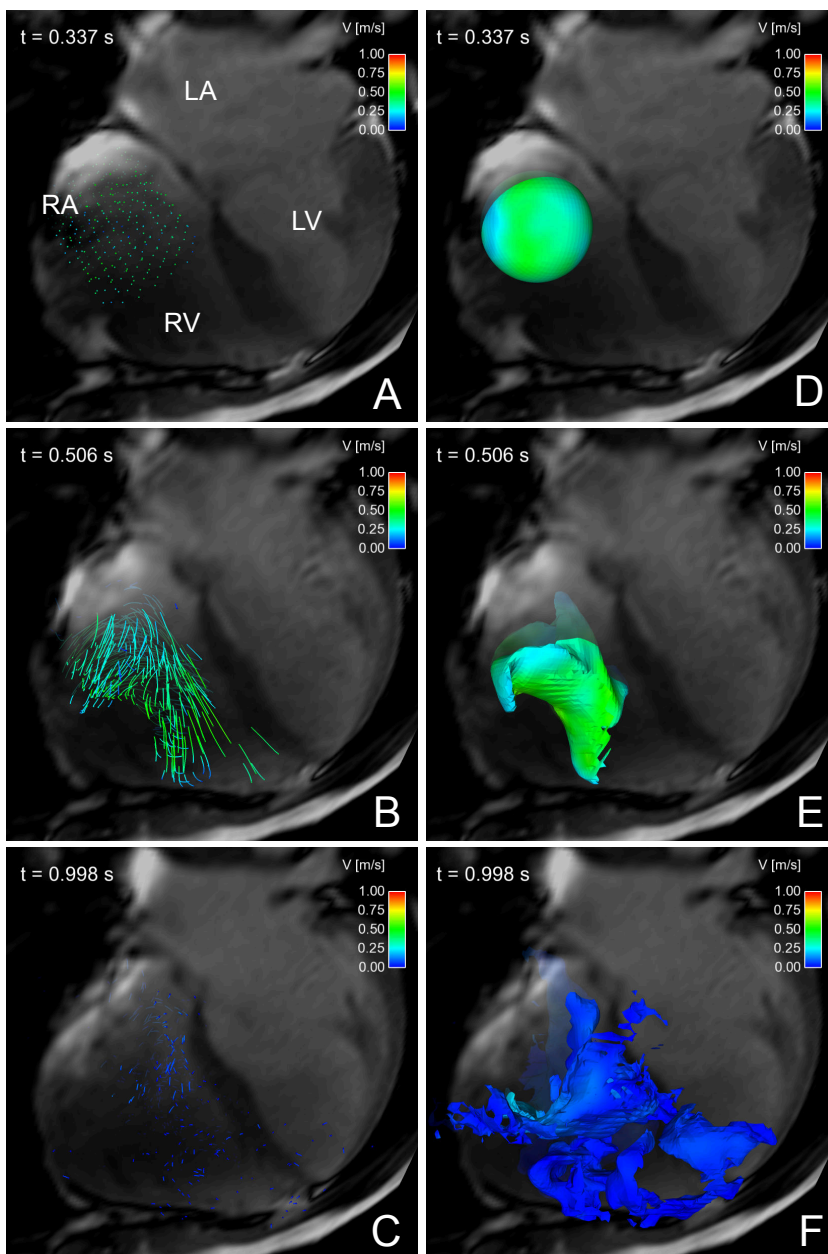 t = 0.337 s
V [m/s]
1.00
0.75
0.50
0.25
0.00
LA
RA
LV
RV
A
t = 0.337 s
V [m/s]
1.00
0.75
0.50
0.25
0.00
D
t = 0.506 s
V [m/s]
1.00
0.75
0.50
0.25
0.00
B
t = 0.506 s
V [m/s]
1.00
0.75
0.50
0.25
0.00
E
t = 0.998 s
V [m/s]
1.00
0.75
0.50
0.25
0.00
C
t = 0.998 s
V [m/s]
1.00
0.75
0.50
0.25
0.00
F